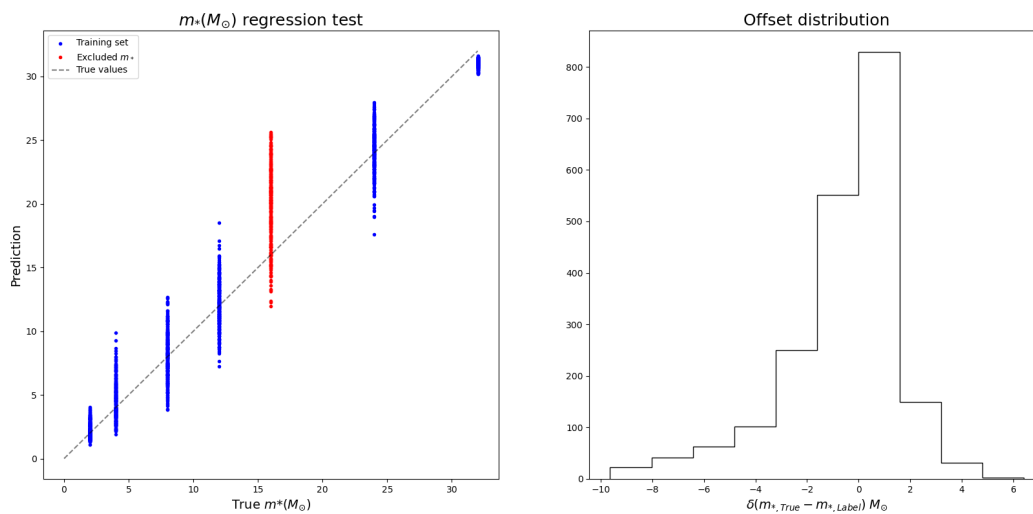 m*(M⊙) regression test
Training set
Excluded m*
True values
Prediction
30
25
20
15
10
5
0
0 5 10 15 20 25 30
True m*(M⊙)
Offset distribution
800
700
600
500
400
300
200
100
0
−10 −8 −6 −4 −2 0 2 4 6
δ(m*,True − m*,Label) M⊙